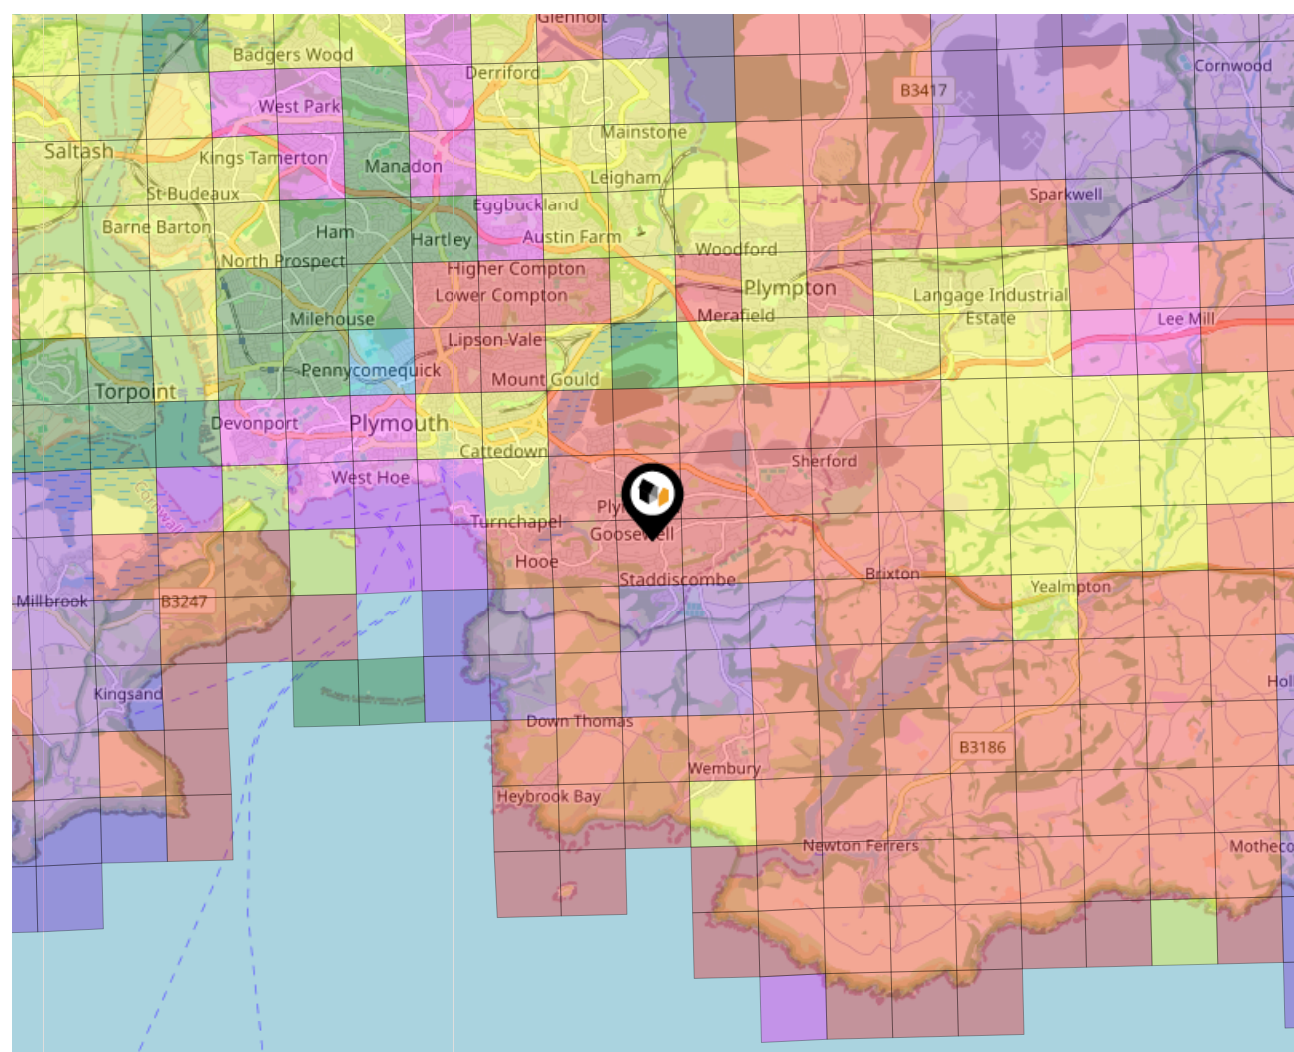 Glenholt
Badgers Wood
Derriford
Cornwood
B3417
West Park
Mainstone
Saltash
Kings Tamerton
Manadon
Leigham
St Budeaux
Sparkwell
Eggbuckland
Barne Barton
Ham
Hartley
Austin Farm
Woodford
North Prospect
Higher Compton
Lower Compton
Plympton
Langage Industrial
Estate
Milehouse
Merafield
Lee Mill
Lipson Vale
Pennycomequick
Mount Gould
Torpoint
Devonport
Plymouth
Cattedown
Sherford
West Hoe
Cornwall
Turnchapel
Goosewell
Hooe
Staddiscombe
Brixton
Yealmpton
Millbrook
B3247
Kingsand
Down Thomas
B3186
Wembury
Heybrook Bay
Newton Ferrers